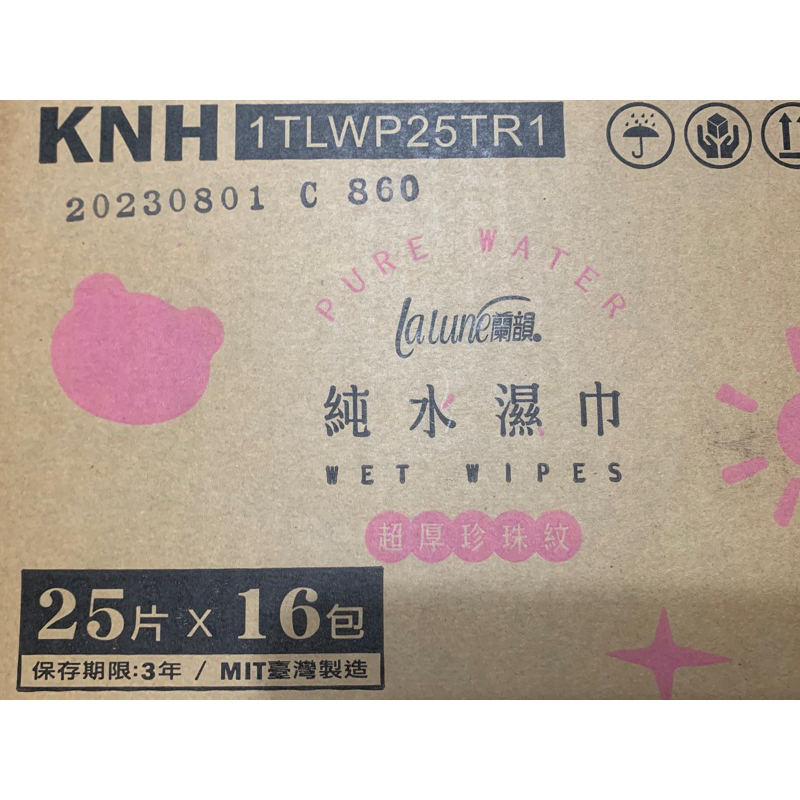 KNH 1TLWP25TR1
20230801 C 860
PURE WATER
Latune蘭韻®
純水濕巾
WET WIPES
超厚珍珠紋
25片 X 16包
保存期限:3年 / MIT臺灣製造